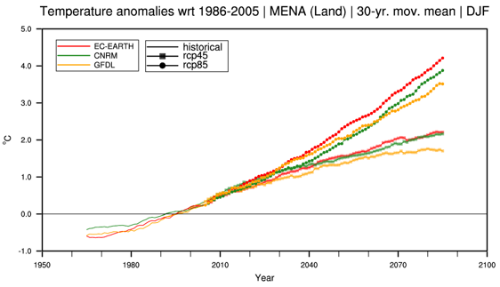 Temperature anomalies wrt 1986-2005 | MENA (Land) | 30-yr. mov. mean | DJF
5.0
4.0
3.0
2.0
1.0
0.0
-1.0
°C
EC-EARTH
CNRM
GFDL
historical
rcp45
rcp85
1950
1980
2010
2040
2070
2100
Year